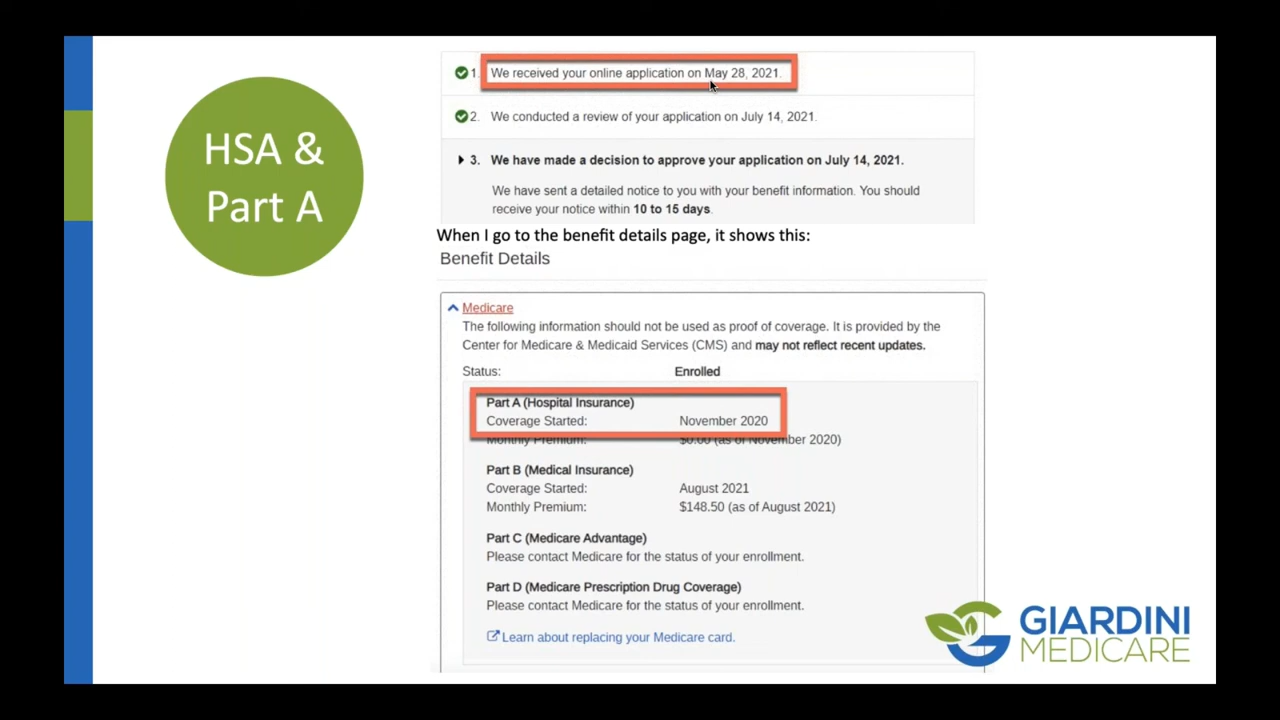 HSA &
Part A
1. We received your online application on May 28, 2021.
2. We conducted a review of your application on July 14, 2021.
3. We have made a decision to approve your application on July 14, 2021.
We have sent a detailed notice to you with your benefit information. You should
receive your notice within 10 to 15 days.
When I go to the benefit details page, it shows this:
Benefit Details
Medicare
The following information should not be used as proof of coverage. It is provided by the
Center for Medicare & Medicaid Services (CMS) and may not reflect recent updates.
Status: Enrolled
Part A (Hospital Insurance)
Coverage Started: November 2020
Monthly Premium: $0.00 (as of November 2020)
Part B (Medical Insurance)
Coverage Started: August 2021
Monthly Premium: $148.50 (as of August 2021)
Part C (Medicare Advantage)
Please contact Medicare for the status of your enrollment.
Part D (Medicare Prescription Drug Coverage)
Please contact Medicare for the status of your enrollment.
Learn about replacing your Medicare card.
GIARDINI
MEDICARE